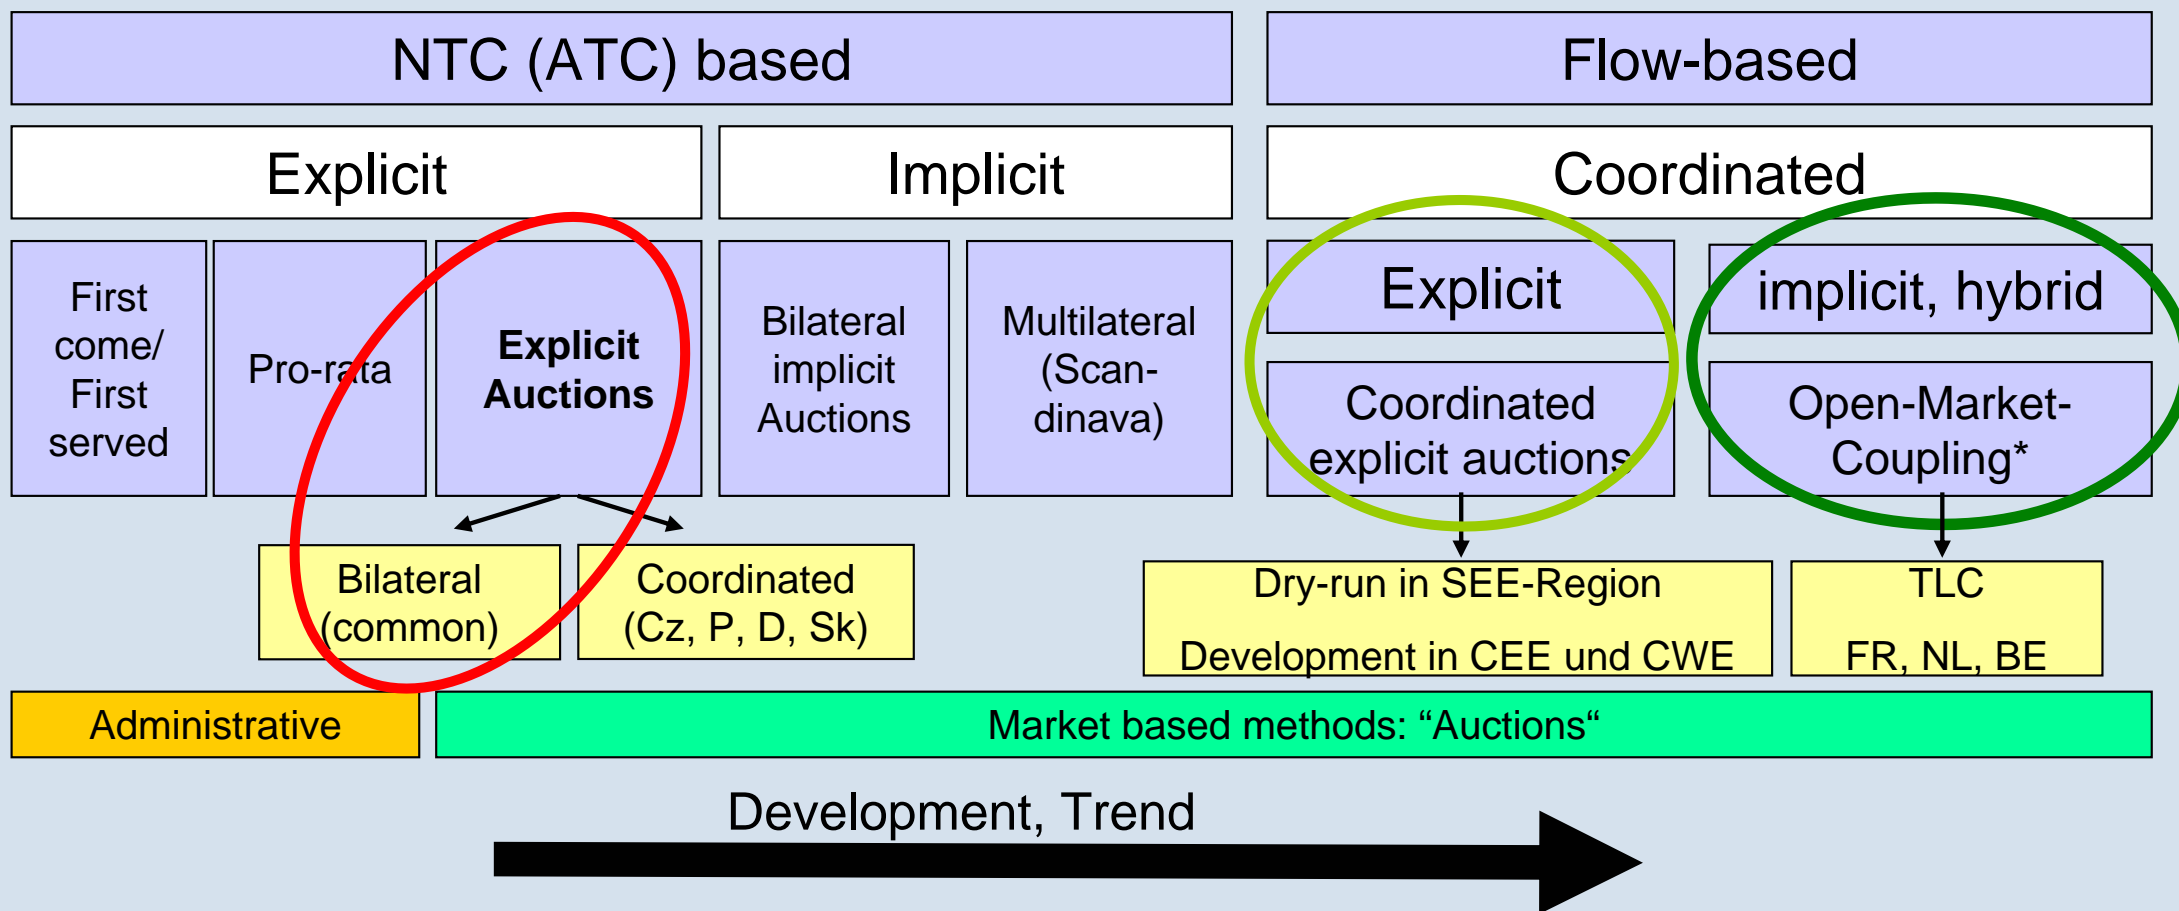 NTC (ATC) based
Flow-based
Explicit
Implicit
Coordinated
First
come/
First
served
Pro-rata
Explicit
Auctions
Bilateral
implicit
Auctions
Multilateral
(Scan-
dinava)
Explicit
implicit, hybrid
Coordinated
explicit auctions
Open-Market-
Coupling*
Bilateral
(common)
Coordinated
(Cz, P, D, Sk)
Dry-run in SEE-Region
Development in CEE und CWE
TLC
FR, NL, BE
Administrative
Market based methods: “Auctions“
Development, Trend